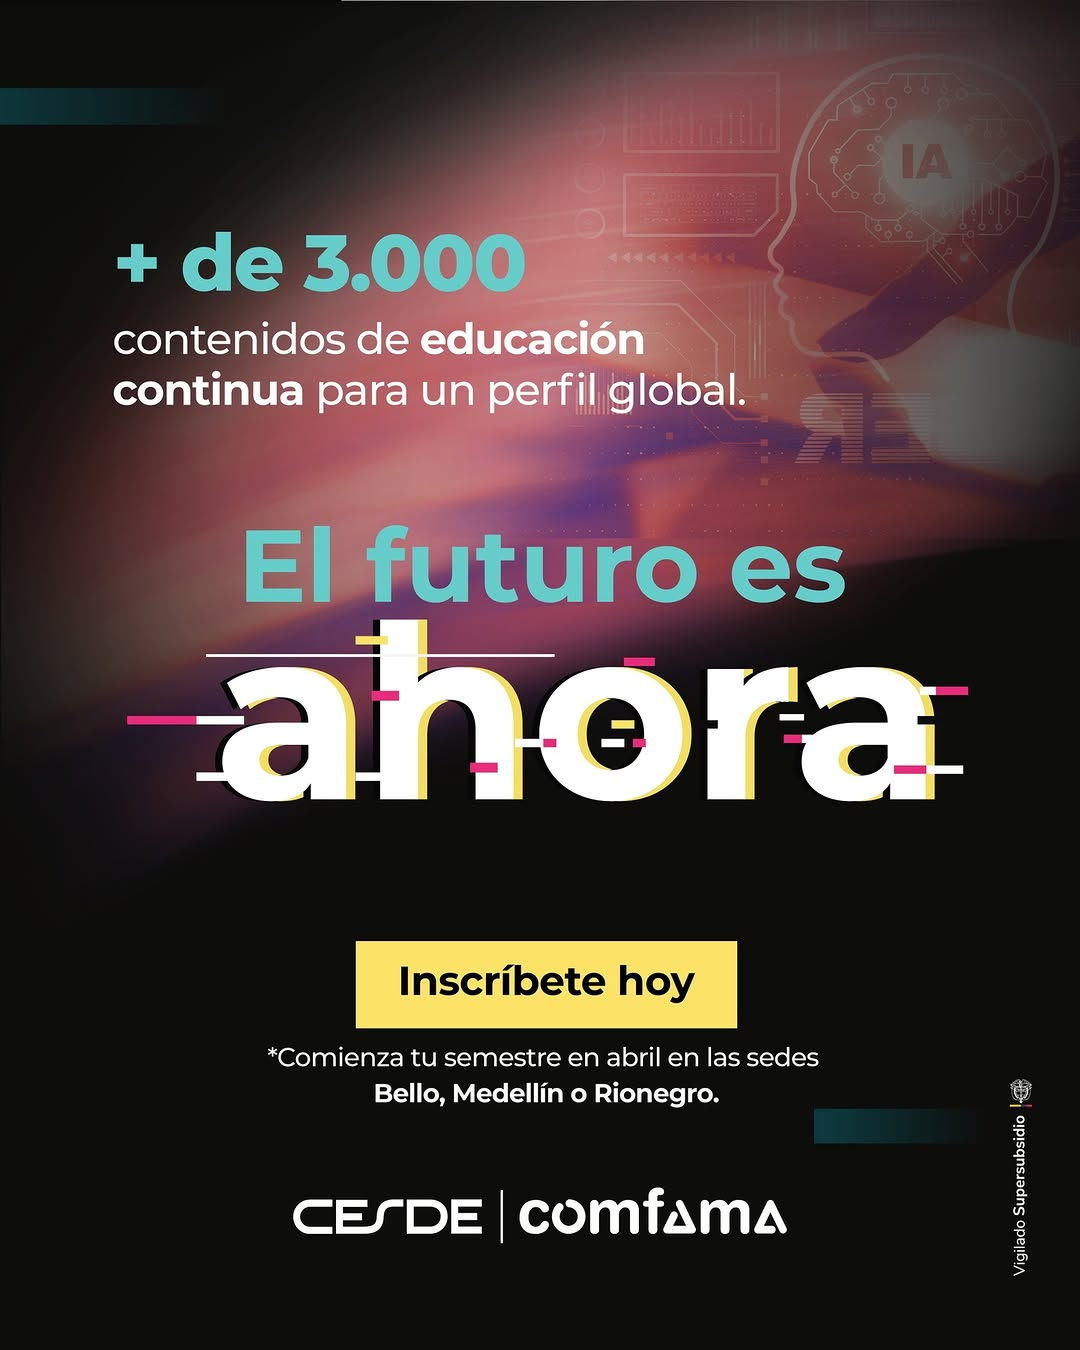 IA
+ de 3.000
contenidos de educación
continua para un perfil global.
El futuro es
ahora
Inscríbete hoy
*Comienza tu semestre en abril en las sedes
Bello, Medellín o Rionegro.
CESDE | comfama
Vigilado Supersubsidio